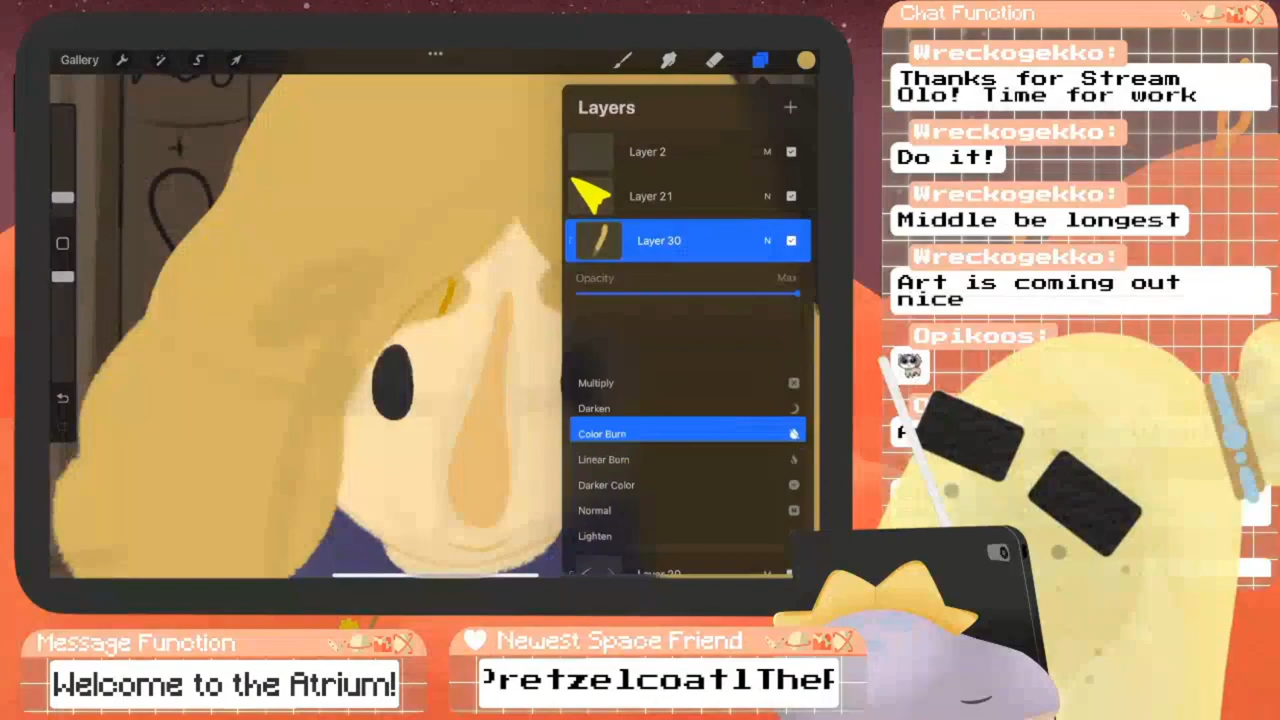 Gallery
Layers
Layer 2
M
Layer 21
N
Layer 30
N
Opacity
Max
Multiply
Darken
Color Burn
Linear Burn
Darker Color
Normal
Lighten
Chat Function
Wreckogekko:
Thanks for Stream
Olo! Time for work
Wreckogekko:
Do it!
Wreckogekko:
Middle be longest
Wreckogekko:
Art is coming out
nice
Opikoos:
Message Function
Welcome to the Atrium!
Newest Space Friend
PretzelcoatlTheP